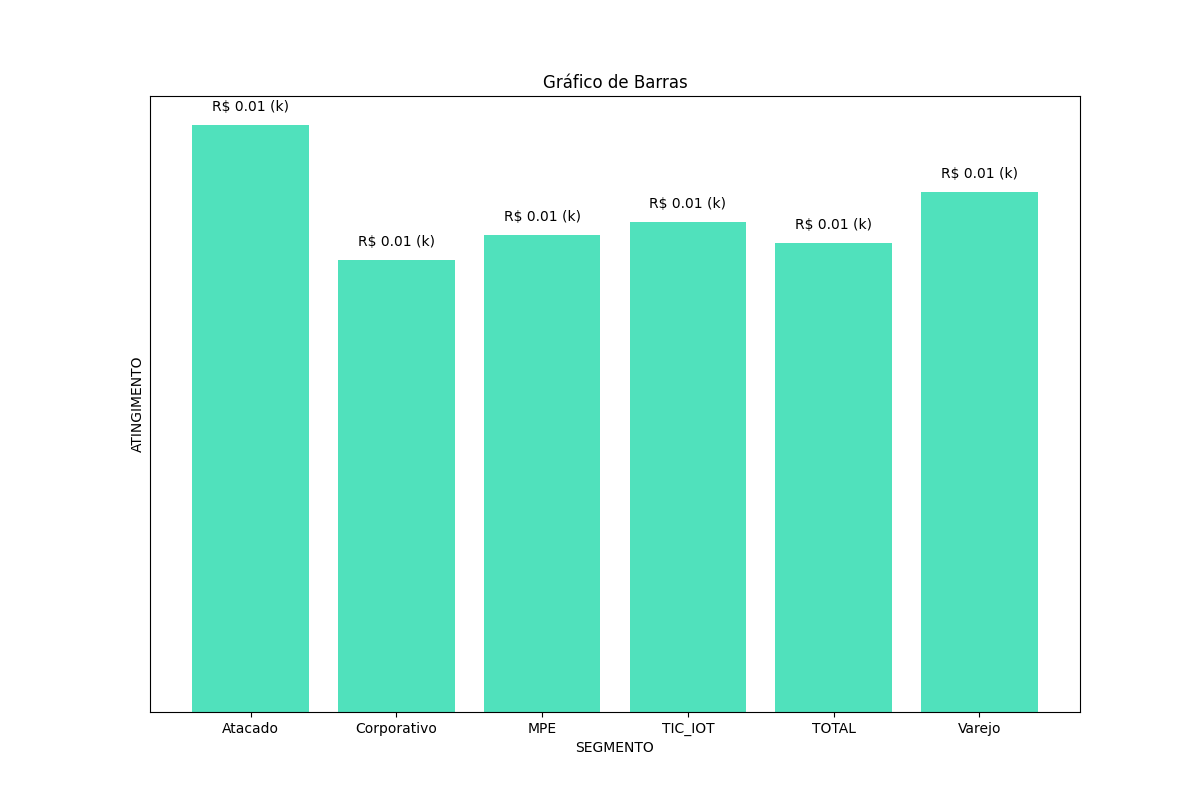 Gráfico de Barras
R$ 0.01 (k)
R$ 0.01 (k)
R$ 0.01 (k)
R$ 0.01 (k)
R$ 0.01 (k)
R$ 0.01 (k)
ATINGIMENTO
Atacado Corporativo MPE TIC_IOT TOTAL Varejo
SEGMENTO